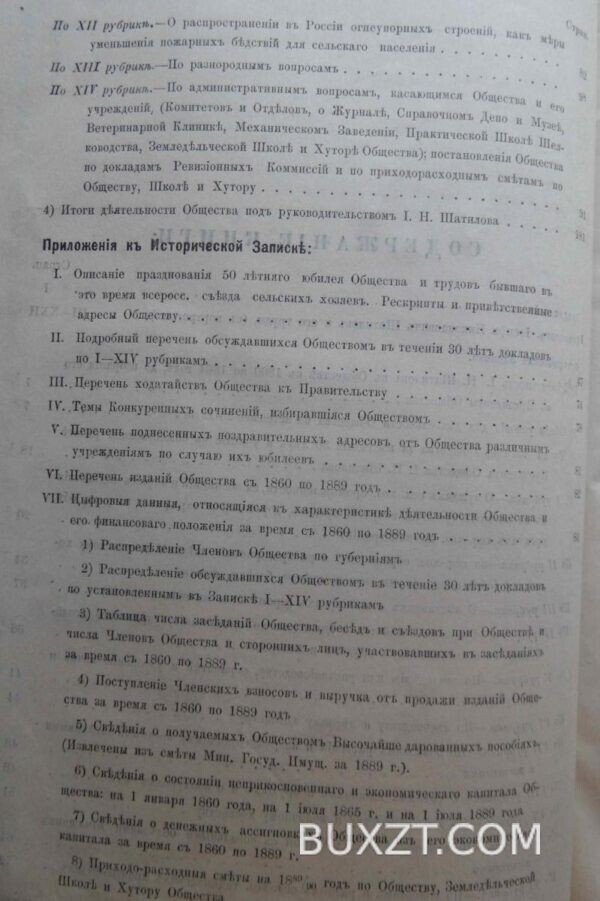 Стран.
По XII рубрикѣ.—О распространеніи въ Россіи огнеупорныхъ строеній, какъ мѣры
уменьшенія пожарныхъ бѣдствій для сельскаго населенія
По XIII рубрикѣ.—По разнороднымъ вопросамъ
По XIV рубрикѣ.—По административнымъ вопросамъ, касающимся Общества и его
учрежденій, (Комитетовъ и Отдѣловъ, о Журналѣ, Справочномъ Депо и Музеѣ,
Ветеринарной Клиникѣ, Механическомъ Заведеніи, Практической Школѣ Шел-
ководства, Земледѣльческой Школѣ и Хуторѣ Общества); постановленія Общества
по докладамъ Ревизіонныхъ Коммиссій и по приходорасходнымъ смѣтамъ по
Обществу, Школѣ и Хутору
4) Итоги дѣятельности Общества подъ руководительствомъ І. Н. Шатилова
Приложенія къ Исторической Запискѣ:
I. Описаніе празднованія 50 лѣтняго юбилея Общества и трудовъ бывшаго въ
это время всеросс. съѣзда сельскихъ хозяевъ. Рескрипты и привѣтственные
адресы Обществу
II. Подробный перечень обсуждавшихся Обществомъ въ теченіи 30 лѣтъ докладовъ
по I—XIV рубрикамъ
III. Перечень ходатайствъ Общества къ Правительству
IV. Темы Конкурентныхъ сочиненій, избиравшіяся Обществомъ
V. Перечень поднесенныхъ поздравительныхъ адресовъ отъ Общества различнымъ
учрежденіямъ по случаю ихъ юбилеевъ
VI. Перечень изданій Общества съ 1860 по 1889 годъ
VII. Цифровыя данныя, относящіяся къ характеристикѣ дѣятельности Общества и
его финансоваго положенія за время съ 1860 по 1889 годъ
1) Распредѣленіе Членовъ Общества по губерніямъ
2) Распредѣленіе обсуждавшихся Обществомъ въ теченіе 30 лѣтъ докладовъ
по установленнымъ въ Запискѣ I—XIV рубрикамъ
3) Таблица числа засѣданій Общества, бесѣдъ и съѣздовъ при Обществѣ и
числа Членовъ Общества и стороннихъ лицъ, участвовавшихъ въ засѣданіяхъ
за время съ 1860 по 1889 г.
4) Поступленіе Членскихъ взносовъ и выручка отъ продажи изданій Обще-
ства за время съ 1860 по 1889 годъ
5) Свѣдѣнія о получаемыхъ Обществомъ Высочайше дарованныхъ пособіяхъ.
(Извлечены изъ смѣты Мин. Госуд. Имущ. за 1889 г.).
6) Свѣдѣнія о состояніи неприкосновеннаго и экономическаго капитала Об-
щества: на 1 января 1860 года, на 1 іюля 1865 г. и на 1 іюля 1889 года
7) Свѣдѣнія о денежныхъ Общества изъ его
капитала за время съ 1860 по 1889 годъ
8) Приходо-расходныя смѣты на 1889/90 годъ по Обществу, Земледѣльческой
Школѣ и Хутору Общества
BUXZT.COM